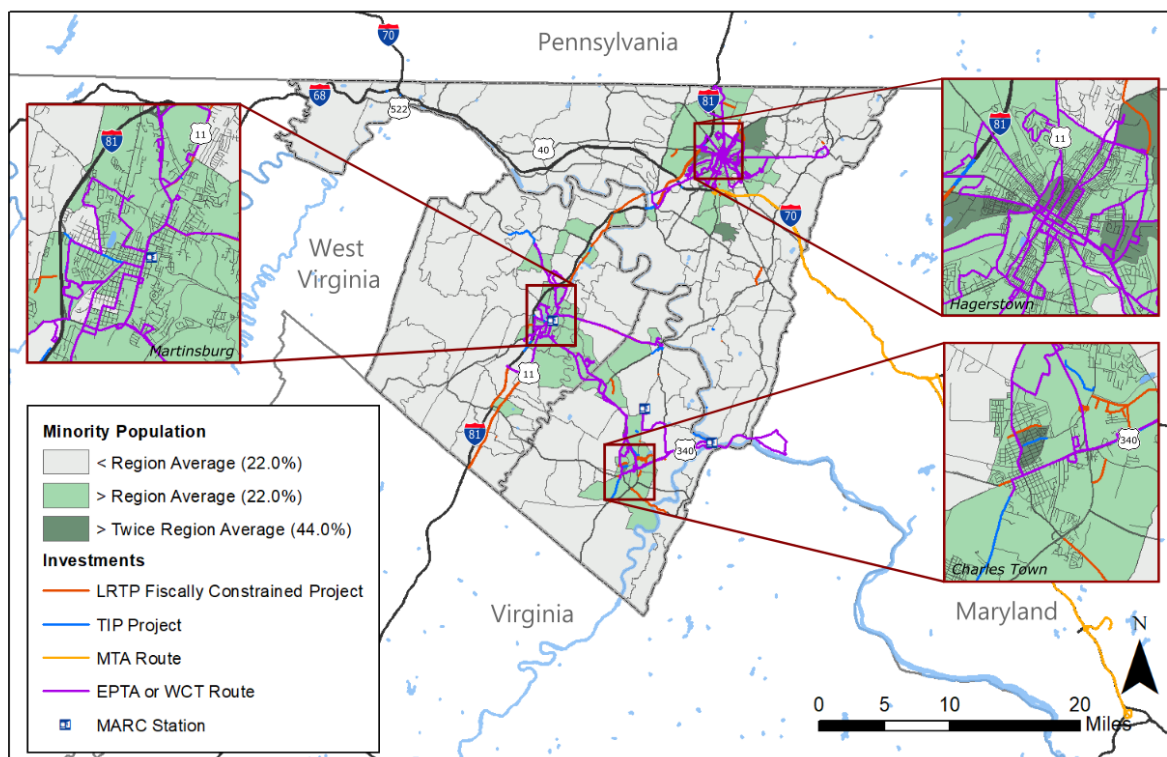 Pennsylvania
70
68
522
81
40
81
11
Martinsburg
West
Virginia
70
81
11
Hagerstown
11
81
340
340
Charles Town
Virginia
Maryland
Minority Population
< Region Average (22.0%)
> Region Average (22.0%)
> Twice Region Average (44.0%)
Investments
LRTP Fiscally Constrained Project
TIP Project
MTA Route
EPTA or WCT Route
MARC Station
N
0 5 10 20
Miles